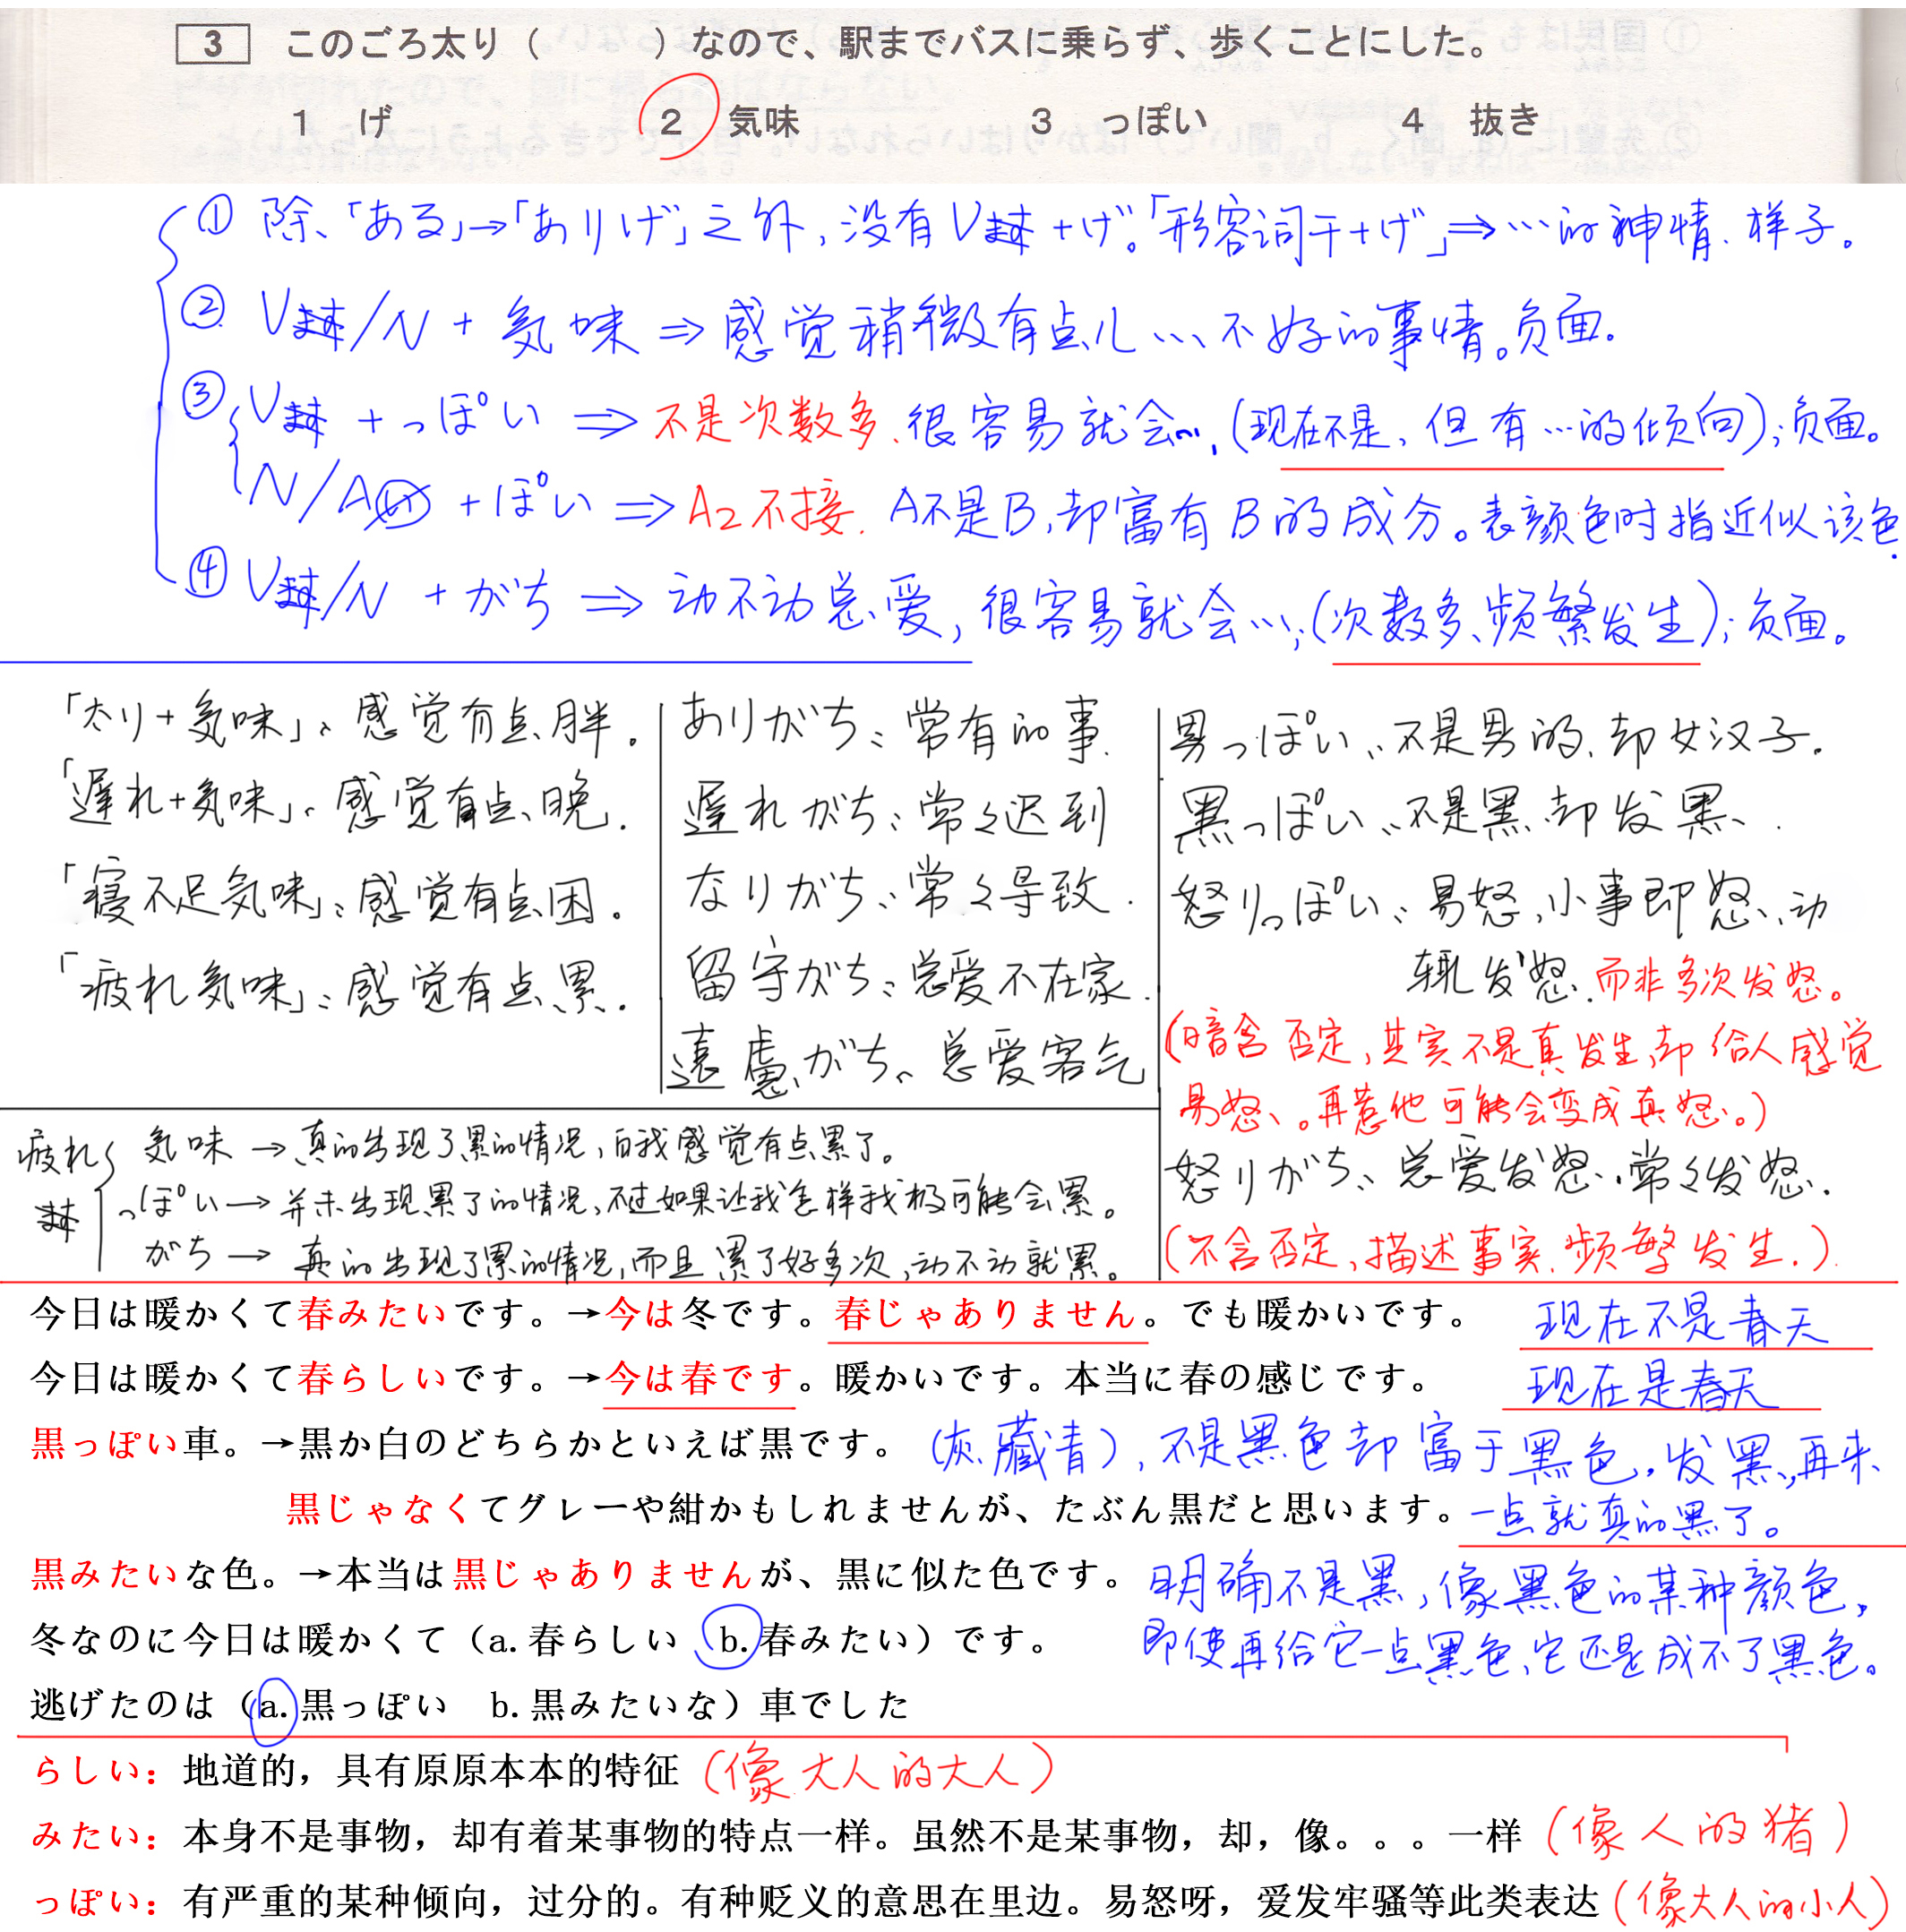 3 このごろ太り（　　　）なので、駅までバスに乗らず、歩くことにした。
1 げ 2 気味 3 っぽい 4 抜き
① 除、「ある」→「ありげ」之外，没有Vます+げ。「形容词干+げ」⇒…的神情、样子。
② Vます/N + 気味 ⇒ 感觉稍微有点儿…不好的事情。负面。
③ Vます +っぽい ⇒ 不是次数多、很容易就会…，（现在不是、但有…的倾向）；负面。
N/Aい +ぽい ⇒ A2不接. A不是B，却富有B的成分。表颜色时指近似该色.
④ Vます/N + がち ⇒ 动不动总爱，很容易就会…；（次数多、频繁发生）；负面。
「太り+気味」、感觉有点胖.
「遅れ+気味」、感觉有点晚.
「寝不足気味」、感觉有点困。
「疲れ気味」、感觉有点累.
ありがち、常有的事.
遅れがち、常々迟到
なりがち、常々导致.
留守がち、总爱不在家.
遠慮がち、总爱客气
男っぽい、不是男的、却女汉子.
黒っぽい、不是黑、却发黑、.
怒りっぽい、易怒，小事即怒、动
辄发怒.而非多次发怒。
（暗含否定，其实不是真发生，却给人感觉
易怒、。再惹他可能会变成真怒。）
怒りがち、总爱发怒.常々发怒.
（不含否定，描述事实、频繁发生.）
疲れます
気味 → 真的出现了累的情况，自我感觉有点累了。
っぽい → 并未出现累了的情况、不过如果让我怎样我极可能会累。
がち → 真的出现了累的情况，而且累了好多次，动不动就累。
今日は暖かくて春みたいです。→今は冬です。春じゃありません。でも暖かいです。 现在不是春天
今日は暖かくて春らしいです。→今は春です。暖かいです。本当に春の感じです。 现在是春天
黒っぽい車。→黒か白のどちらかといえば黒です。（灰、藏青），不是黑色却富于黑色，发黑，再来
黒じゃなくてグレーや紺かもしれませんが、たぶん黒だと思います。一点就真的黑了。
黒みたいな色。→本当は黒じゃありませんが、黒に似た色です。 明确不是黑，像黑色的某种颜色，
冬なのに今日は暖かくて（a.春らしい、b.春みたい）です。 即使再给它一点黑色、它还是成不了黑色。
逃げたのは（a.黒っぽい b.黒みたいな）車でした
らしい：地道的，具有原原本本的特征（像大人的大人）
みたい：本身不是事物，却有着某事物的特点一样。虽然不是某事物，却，像。。。一样（像人的猪）
っぽい：有严重的某种倾向，过分的。有种贬义的意思在里边。易怒呀，爱发牢骚等此类表达（像大人的小人）